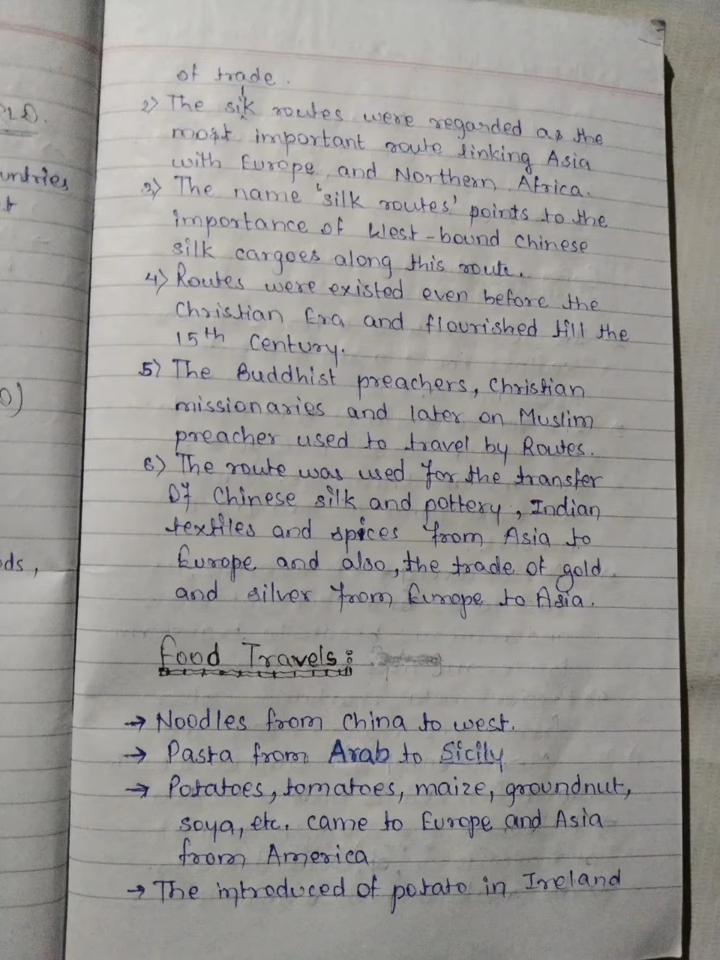 of trade.
2) The silk routes were regarded as the
most important route linking Asia
with Europe and Northern Africa.
3) The name 'silk routes' points to the
importance of West-bound Chinese
silk cargoes along this route.
4) Routes were existed even before the
Christian Era and flourished till the
15th Century.
5) The Buddhist preachers, Christian
missionaries and later on Muslim
preacher used to travel by Routes.
6) The route was used for the transfer
Of Chinese silk and pottery, Indian
textiles and spices from Asia to
Europe and also, the trade of gold
and silver from Europe to Asia.
Food Travels:
→ Noodles from China to west.
→ Pasta from Arab to Sicily
→ Potatoes, tomatoes, maize, groundnut,
soya, etc. came to Europe and Asia
from America
→ The introduced of potato in Ireland
untries
ods,